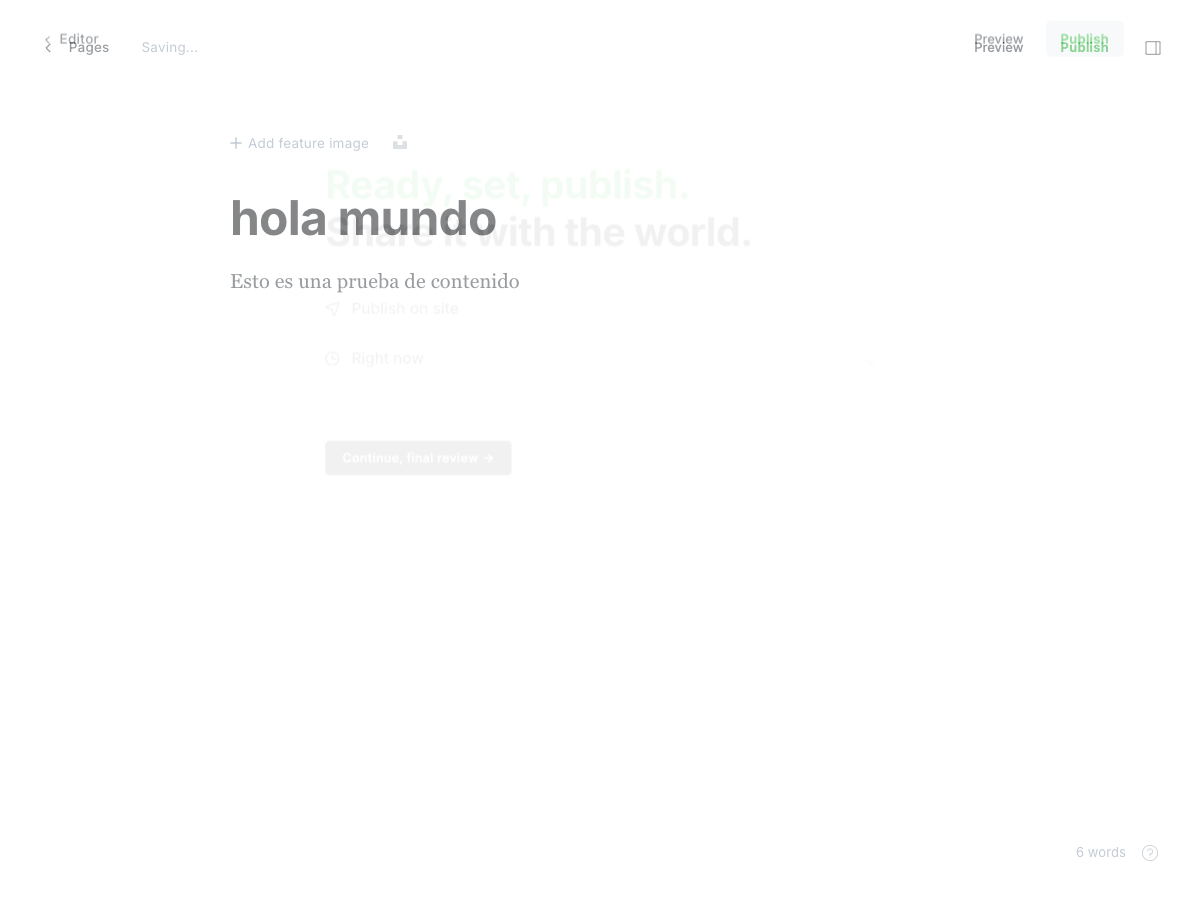 Editor
Pages
Saving...
Preview
Publish
Preview
Publish
Add feature image
Ready, set, publish.
hola mundo
Share it with the world.
Esto es una prueba de contenido
Publish on site
Right now
Continue, final review →
6 words
?